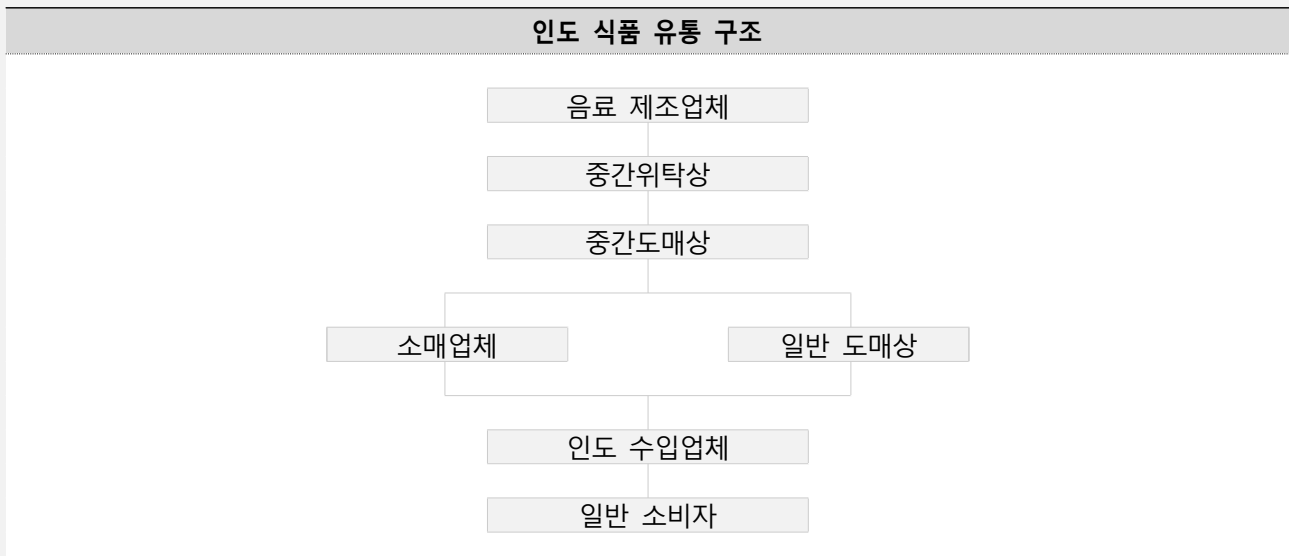 인도 식품 유통 구조
음료 제조업체
중간위탁상
중간도매상
소매업체
일반 도매상
인도 수입업체
일반 소비자